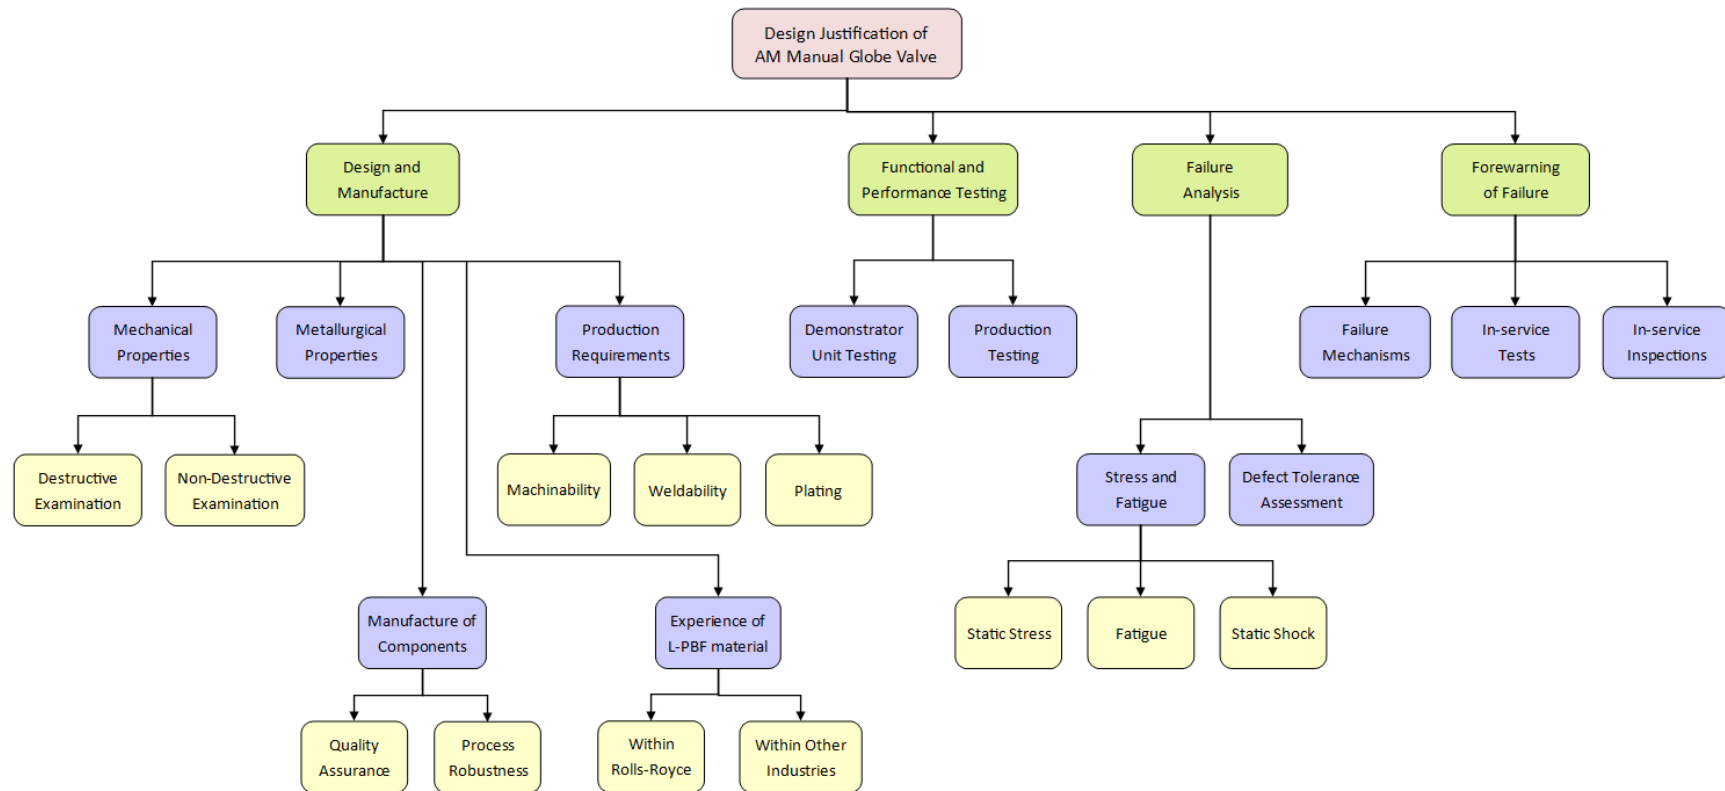 Design Justification of
AM Manual Globe Valve
Design and
Manufacture
Functional and
Performance Testing
Failure
Analysis
Forewarning
of Failure
Mechanical
Properties
Metallurgical
Properties
Production
Requirements
Demonstrator
Unit Testing
Production
Testing
Failure
Mechanisms
In-service
Tests
In-service
Inspections
Destructive
Examination
Non-Destructive
Examination
Machinability
Weldability
Plating
Stress and
Fatigue
Defect Tolerance
Assessment
Manufacture of
Components
Experience of
L-PBF material
Static Stress
Fatigue
Static Shock
Quality
Assurance
Process
Robustness
Within
Rolls-Royce
Within Other
Industries